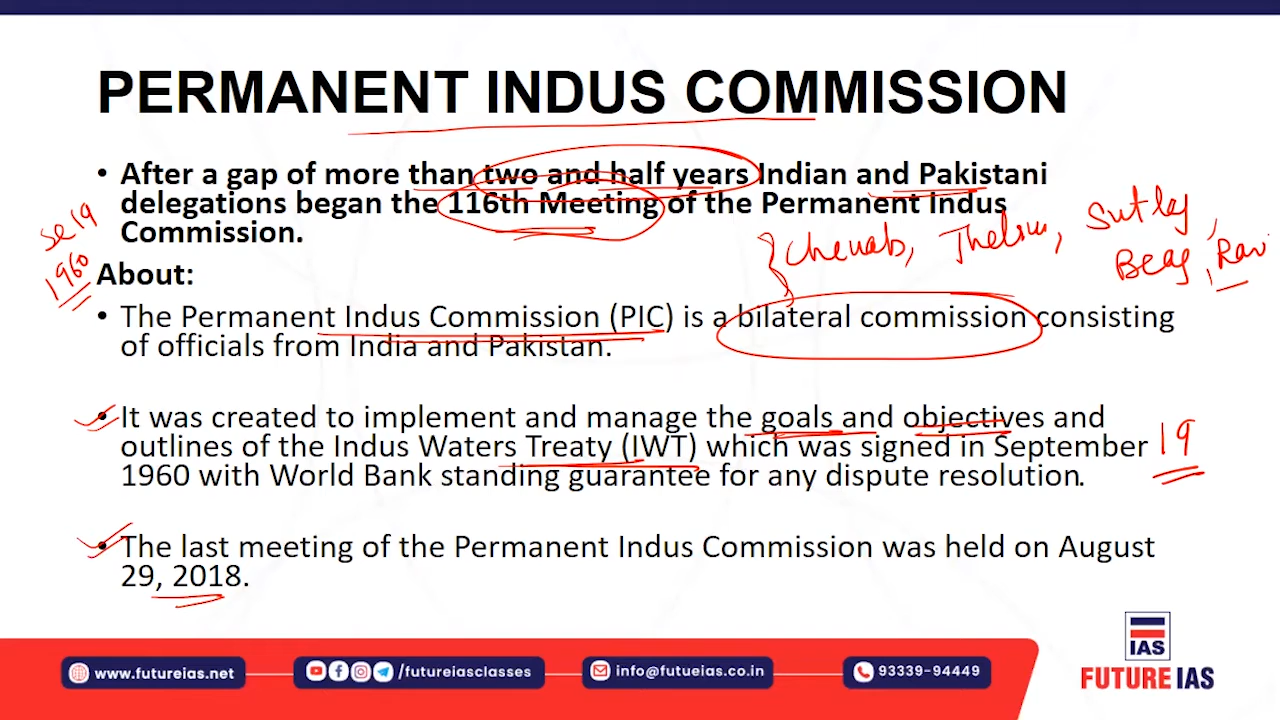 PERMANENT INDUS COMMISSION
• After a gap of more than two and half years Indian and Pakistani
delegations began the 116th Meeting of the Permanent Indus
Commission.
Se 19
1960
Chenab, Jhelum, Sutlej,
Beas, Ravi
About:
• The Permanent Indus Commission (PIC) is a bilateral commission consisting
of officials from India and Pakistan.
• It was created to implement and manage the goals and objectives and
outlines of the Indus Waters Treaty (IWT) which was signed in September 19
1960 with World Bank standing guarantee for any dispute resolution.
• The last meeting of the Permanent Indus Commission was held on August
29, 2018.
www.futureias.net
/futureiasclasses
info@futueias.co.in
93339-94449
IAS
FUTURE IAS